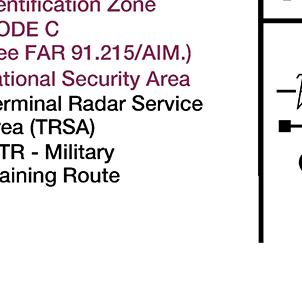 entification Zone
ODE C
ee FAR 91.215/AIM.)
ational Security Area
erminal Radar Service
rea (TRSA)
TR - Military
aining Route